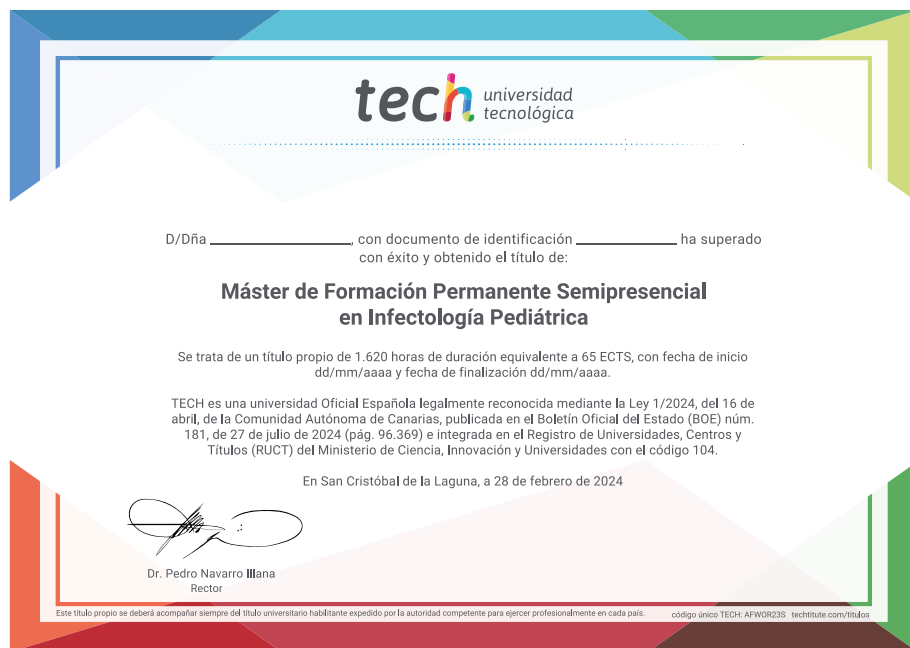 tech universidad
tecnológica
D/Dña ____________________, con documento de identificación ______________ ha superado
con éxito y obtenido el título de:
Máster de Formación Permanente Semipresencial
en Infectología Pediátrica
Se trata de un título propio de 1.620 horas de duración equivalente a 65 ECTS, con fecha de inicio
dd/mm/aaaa y fecha de finalización dd/mm/aaaa.
TECH es una universidad Oficial Española legalmente reconocida mediante la Ley 1/2024, del 16 de
abril, de la Comunidad Autónoma de Canarias, publicada en el Boletín Oficial del Estado (BOE) núm.
181, de 27 de julio de 2024 (pág. 96.369) e integrada en el Registro de Universidades, Centros y
Títulos (RUCT) del Ministerio de Ciencia, Innovación y Universidades con el código 104.
En San Cristóbal de la Laguna, a 28 de febrero de 2024
Dr. Pedro Navarro Illana
Rector
Este título propio se deberá acompañar siempre del título universitario habilitante expedido por la autoridad competente para ejercer profesionalmente en cada país. código único TECH: AFWOR23S techtitute.com/titulos